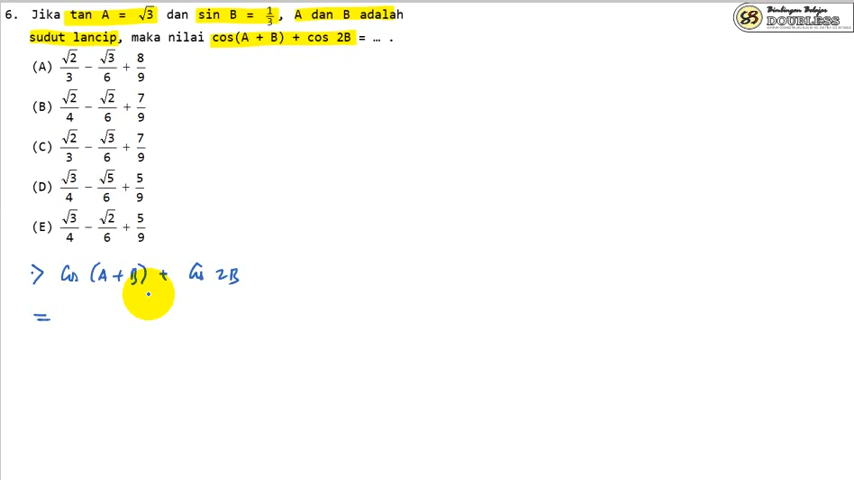 6. Jika tan A = √3 dan sin B = 1/3, A dan B adalah
sudut lancip, maka nilai cos(A + B) + cos 2B = … .
(A) √2/3 − √3/6 + 8/9
(B) √2/4 − √2/6 + 7/9
(C) √2/3 − √3/6 + 7/9
(D) √3/4 − √5/6 + 5/9
(E) √3/4 − √2/6 + 5/9
Cos (A + B) + Cos 2B
=
Bimbingan Belajar
DOUBLESS